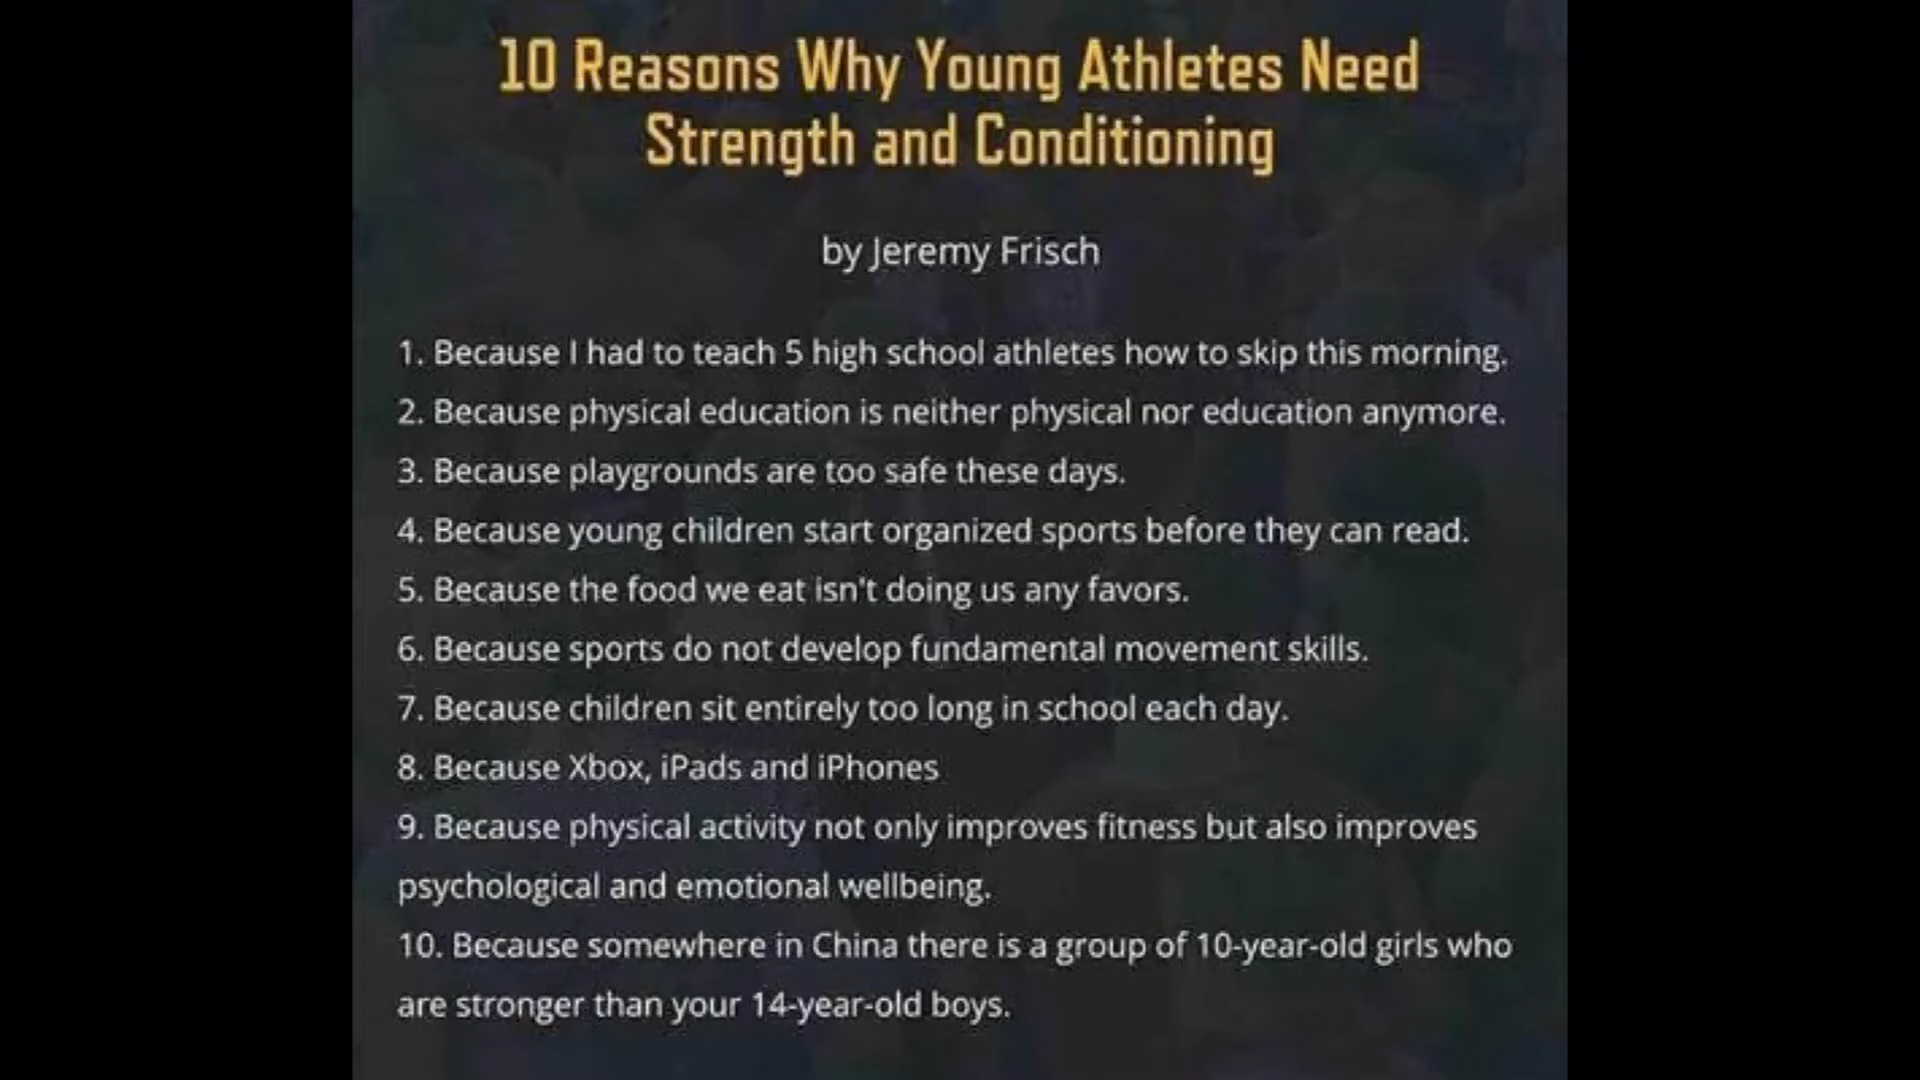 10 Reasons Why Young Athletes Need
Strength and Conditioning
by Jeremy Frisch
1. Because I had to teach 5 high school athletes how to skip this morning.
2. Because physical education is neither physical nor education anymore.
3. Because playgrounds are too safe these days.
4. Because young children start organized sports before they can read.
5. Because the food we eat isn't doing us any favors.
6. Because sports do not develop fundamental movement skills.
7. Because children sit entirely too long in school each day.
8. Because Xbox, iPads and iPhones
9. Because physical activity not only improves fitness but also improves
psychological and emotional wellbeing.
10. Because somewhere in China there is a group of 10-year-old girls who
are stronger than your 14-year-old boys.